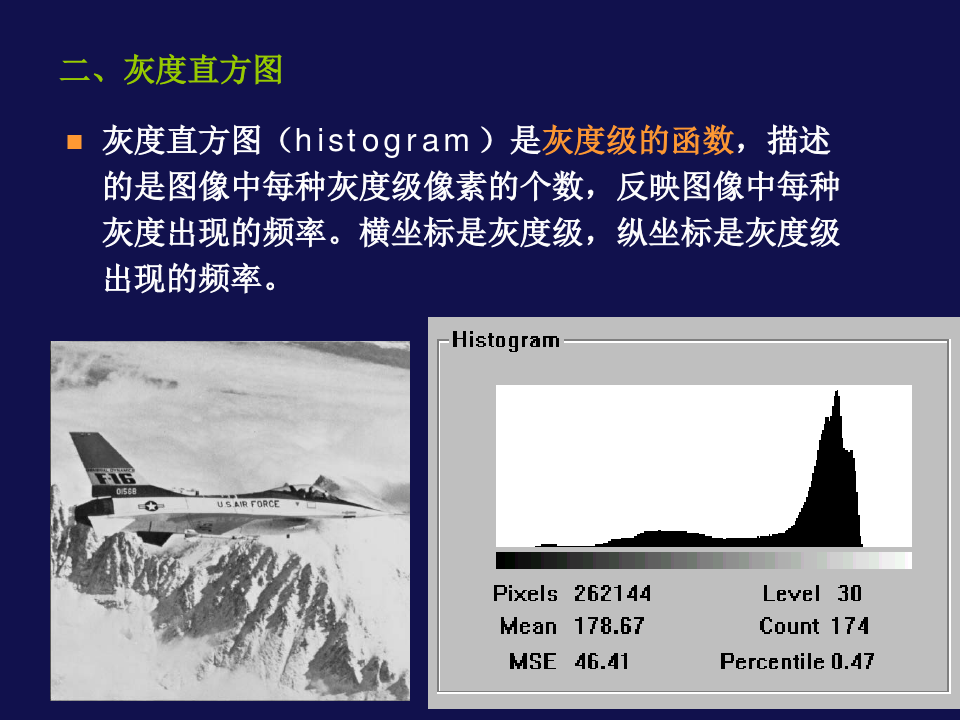 二、灰度直方图
灰度直方图（histogram）是灰度级的函数，描述
的是图像中每种灰度级像素的个数，反映图像中每种
灰度出现的频率。横坐标是灰度级，纵坐标是灰度级
出现的频率。
F-16
01568
U.S. AIR FORCE
Histogram
Pixels 262144 Level 30
Mean 178.67 Count 174
MSE 46.41 Percentile 0.47